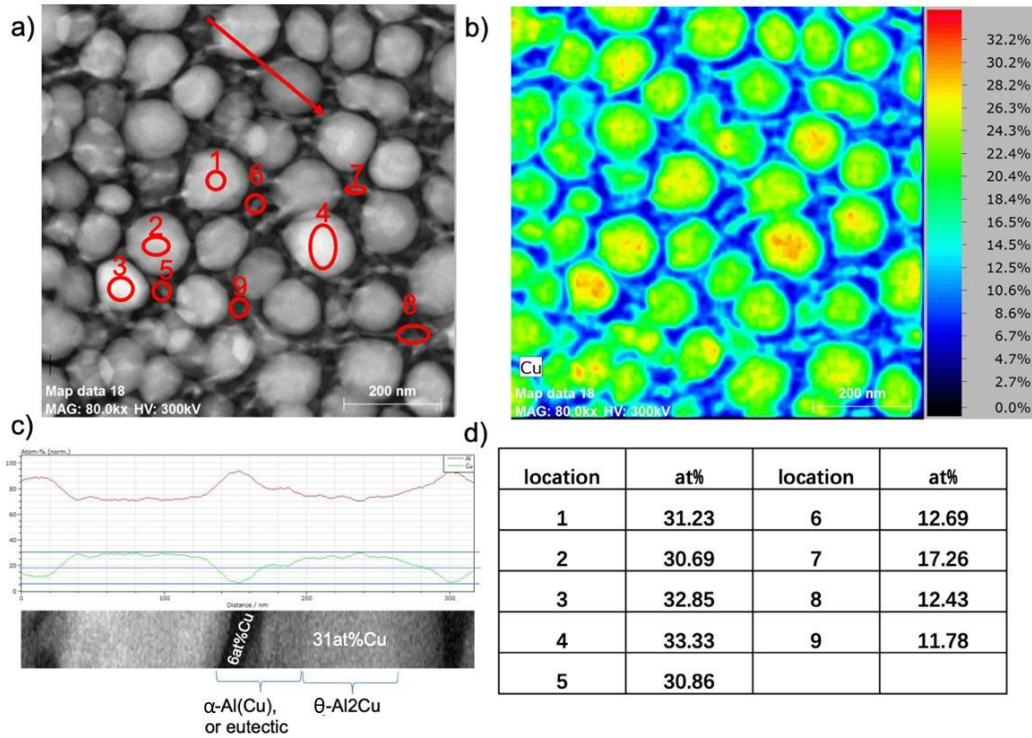 a)
1
6
7
2
4
3
5
9
8
Map data 18
MAG: 80.0kx HV: 300kV
200 nm
b)
32.2%
30.2%
28.2%
26.3%
24.3%
22.4%
20.4%
18.4%
16.5%
14.5%
12.5%
10.6%
8.6%
6.7%
4.7%
2.7%
0.0%
Cu
Map data 18
MAG: 80.0kx HV: 300kV
200 nm
c)
Atom-% (norm.)
Al
Cu
100
80
60
40
20
0
0 100 200 300
Distance / nm
6at%Cu
31at%Cu
α-Al(Cu),
or eutectic
θ-Al2Cu
d)
location at% location at%
1 31.23 6 12.69
2 30.69 7 17.26
3 32.85 8 12.43
4 33.33 9 11.78
5 30.86